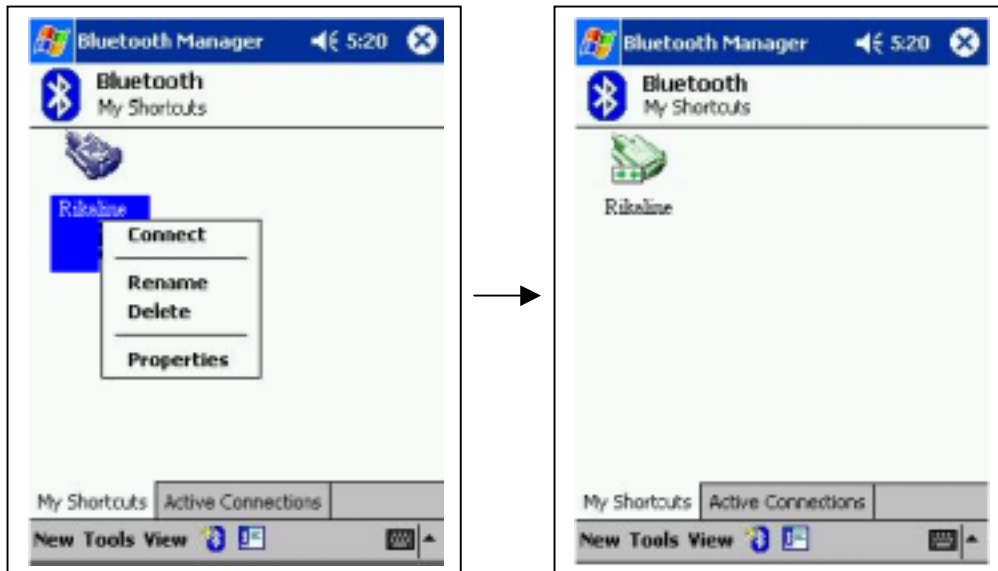 Bluetooth Manager 5:20
Bluetooth
My Shortcuts
Rikaline
Connect
Rename
Delete
Properties
My Shortcuts Active Connections
New Tools View
Bluetooth Manager 5:20
Bluetooth
My Shortcuts
Rikaline
My Shortcuts Active Connections
New Tools View